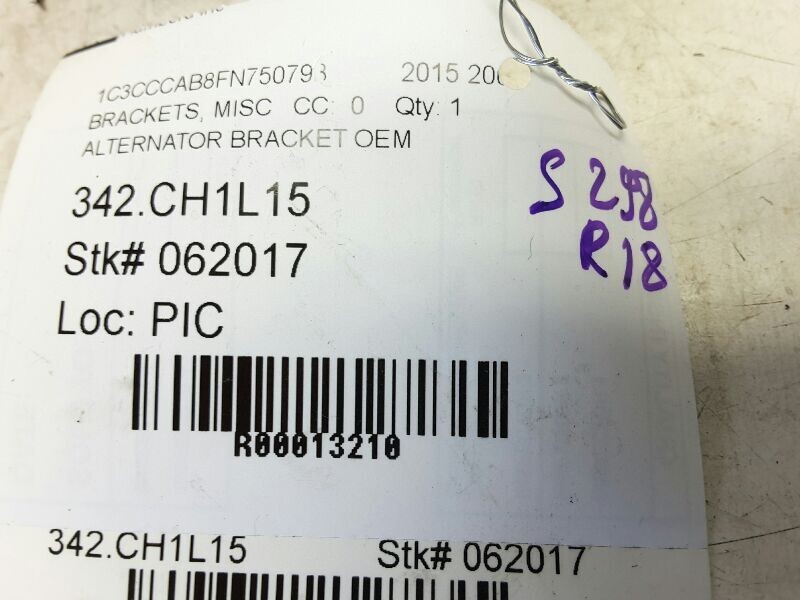 1C3CCCAB8FN750793 2015 200
BRACKETS, MISC CC: 0 Qty: 1
ALTERNATOR BRACKET OEM
342.CH1L15
Stk# 062017
Loc: PIC
S 298
R18
R00013210
342.CH1L15 Stk# 062017